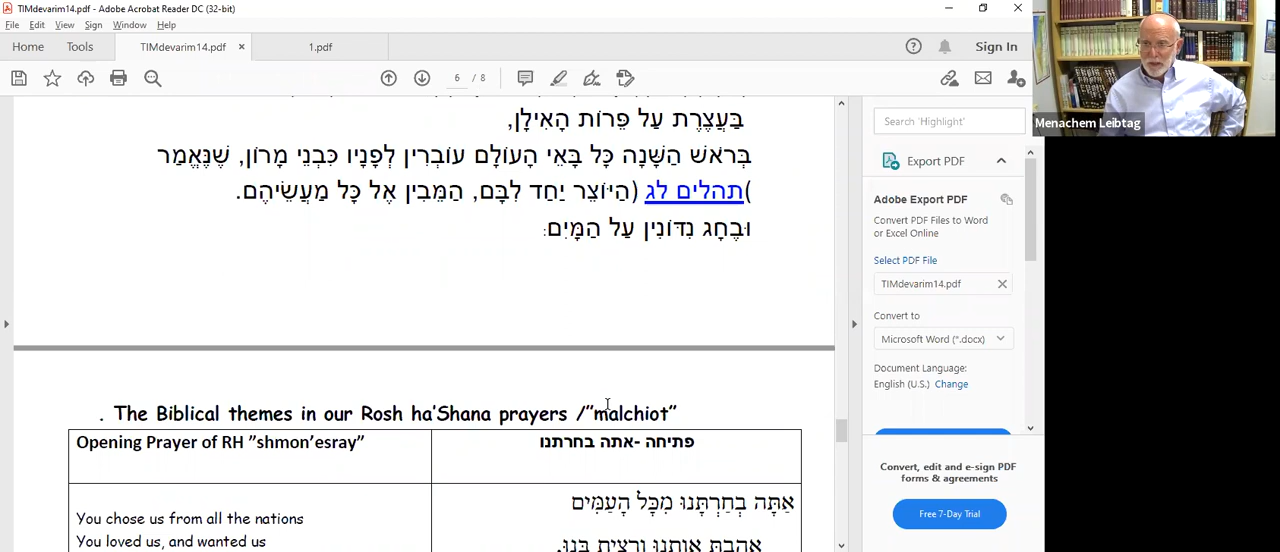 TIMdevarim14.pdf - Adobe Acrobat Reader DC (32-bit)
File Edit View Sign Window Help
Home Tools TIMdevarim14.pdf × 1.pdf Sign In
6 / 8
בַּעֲצֶרֶת עַל פֵּרוֹת הָאִילָן,
בְּרֹאשׁ הַשָּׁנָה כָּל בָּאֵי הָעוֹלָם עוֹבְרִין לְפָנָיו כִּבְנֵי מָרוֹן, שֶׁנֶּאֱמַר
)תהלים לג (הַיּוֹצֵר יַחַד לִבָּם, הַמֵּבִין אֶל כָּל מַעֲשֵׂיהֶם.
וּבֶחָג נִדּוֹנִין עַל הַמָּיִם:
. The Biblical themes in our Rosh ha'Shana prayers /"malchiot"
Opening Prayer of RH "shmon'esray"
פתיחה -אתה בחרתנו
You chose us from all the nations
You loved us, and wanted us
אַתָּה בְחַרְתָּנוּ מִכָּל הָעַמִּים
אָהַבְתָּ אוֹתָנוּ וְרָצִיתָ בָּנוּ.
Search 'Highlight'
Export PDF
Adobe Export PDF
Convert PDF Files to Word
or Excel Online
Select PDF File
TIMdevarim14.pdf ×
Convert to
Microsoft Word (*.docx)
Document Language:
English (U.S.) Change
Convert, edit and e-sign PDF
forms & agreements
Free 7-Day Trial
Menachem Leibtag